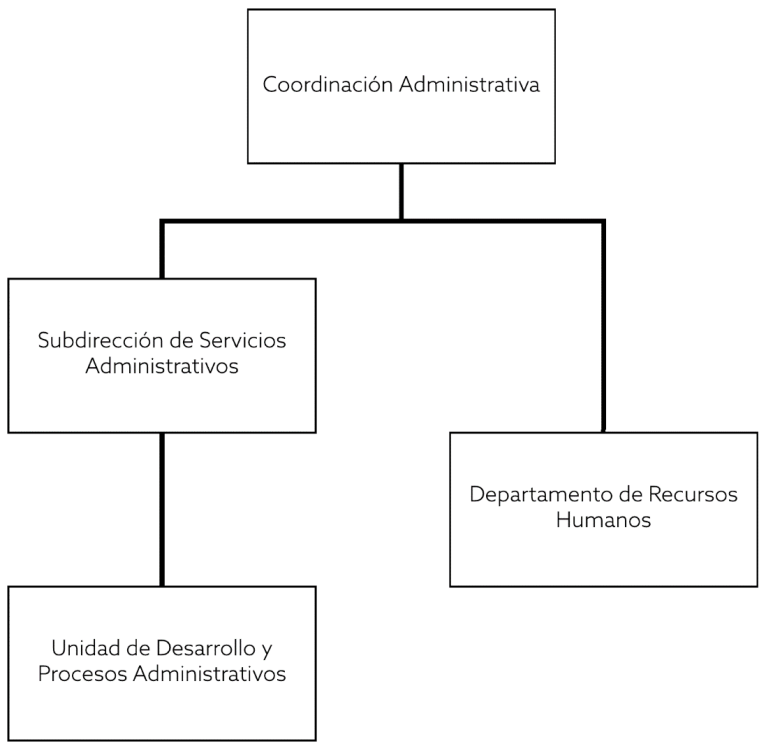 Coordinación Administrativa
Subdirección de Servicios
Administrativos
Departamento de Recursos
Humanos
Unidad de Desarrollo y
Procesos Administrativos